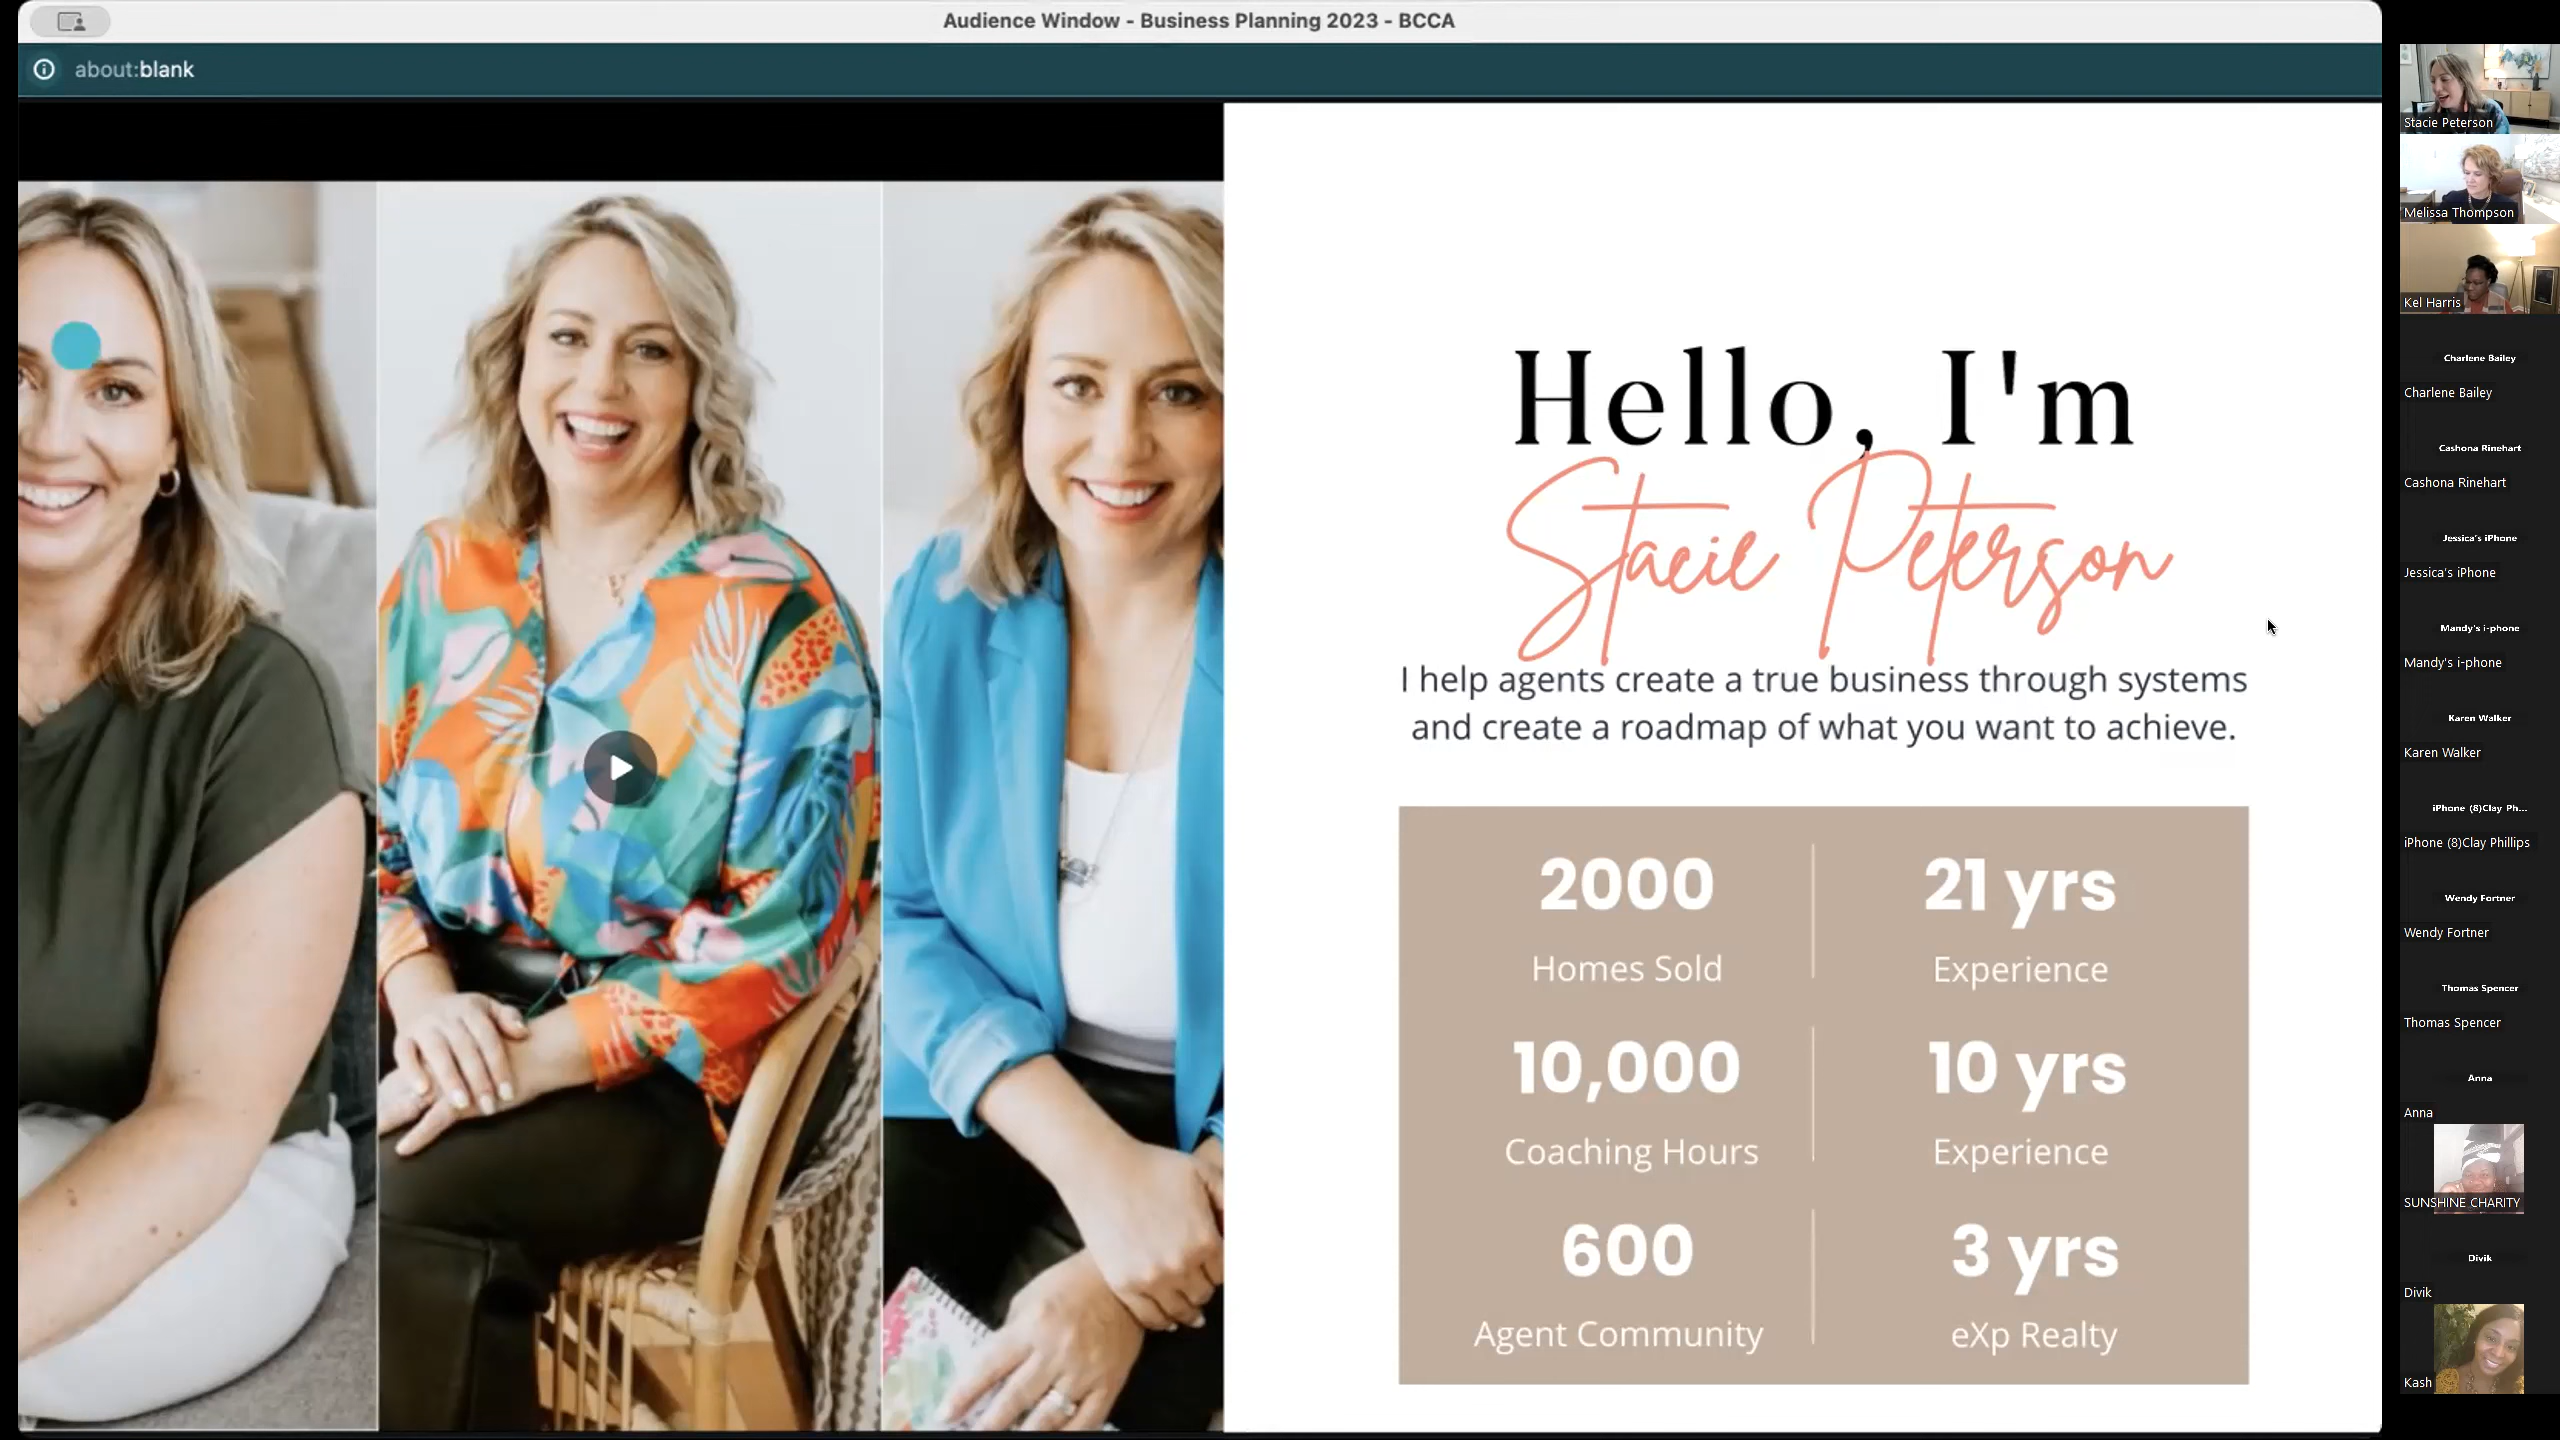 Audience Window - Business Planning 2023 - BCCA
about:blank
Hello, I'm
Stacie Peterson
I help agents create a true business through systems
and create a roadmap of what you want to achieve.
2000
Homes Sold
21 yrs
Experience
10,000
Coaching Hours
10 yrs
Experience
600
Agent Community
3 yrs
eXp Realty
Stacie Peterson
Melissa Thompson
Kel Harris
Charlene Bailey
Charlene Bailey
Cashona Rinehart
Cashona Rinehart
Jessica's iPhone
Jessica's iPhone
Mandy's i-phone
Mandy's i-phone
Karen Walker
Karen Walker
iPhone (8)Clay Ph...
iPhone (8)Clay Phillips
Wendy Fortner
Wendy Fortner
Thomas Spencer
Thomas Spencer
Anna
Anna
SUNSHINE CHARITY
Divik
Divik
Kash